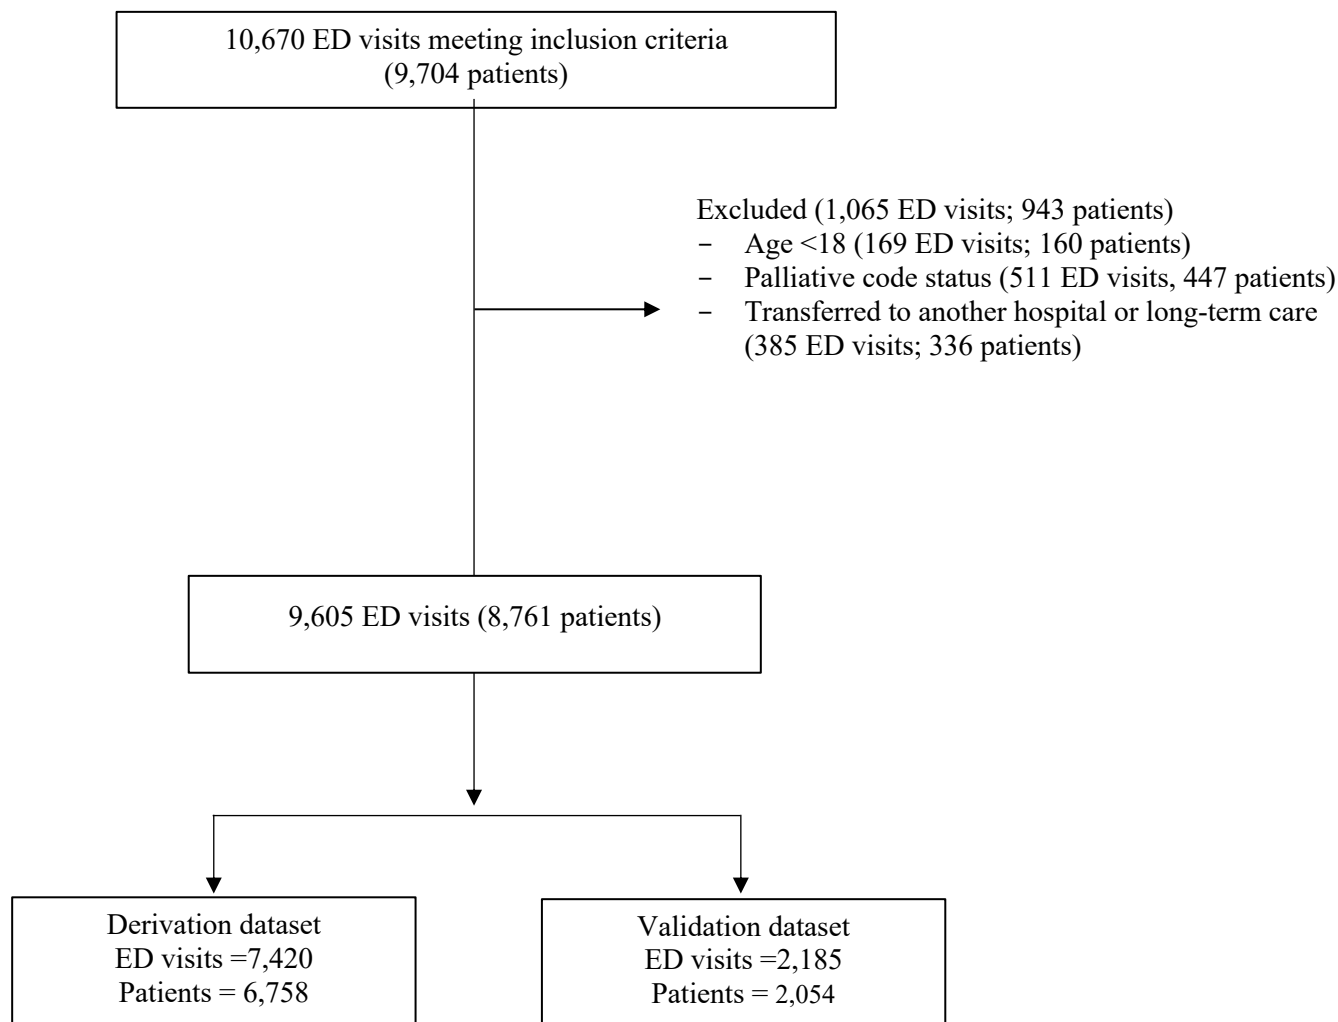 10,670 ED visits meeting inclusion criteria
(9,704 patients)
Excluded (1,065 ED visits; 943 patients)
– Age <18 (169 ED visits; 160 patients)
– Palliative code status (511 ED visits, 447 patients)
– Transferred to another hospital or long-term care
(385 ED visits; 336 patients)
9,605 ED visits (8,761 patients)
Derivation dataset
ED visits =7,420
Patients = 6,758
Validation dataset
ED visits =2,185
Patients = 2,054